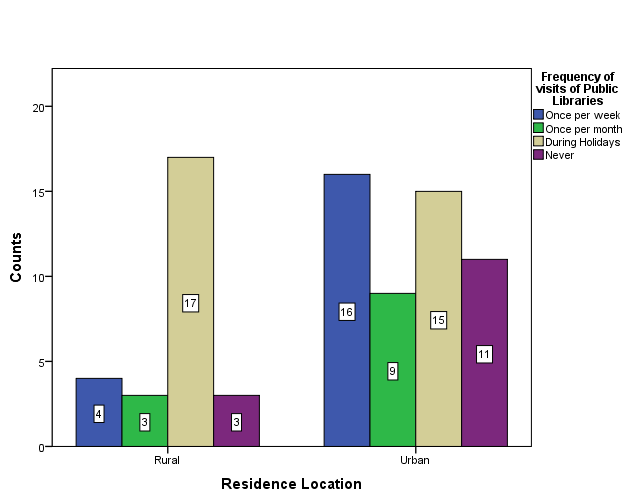 Frequency of
visits of Public
Libraries
Once per week
Once per month
During Holidays
Never
Counts
20
15
10
5
0
4
3
17
3
16
9
15
11
Rural
Urban
Residence Location